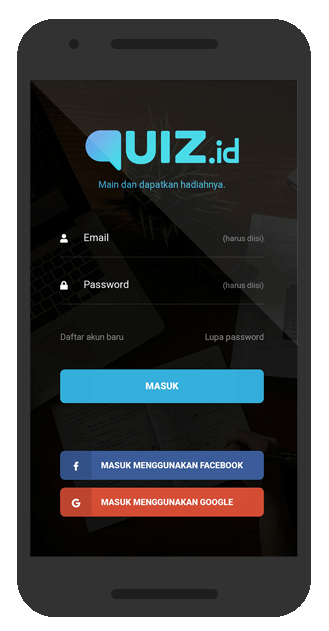 QUIZ.id
Main dan dapatkan hadiahnya.
Email (harus diisi)
Password (harus diisi)
Daftar akun baru Lupa password
MASUK
MASUK MENGGUNAKAN FACEBOOK
MASUK MENGGUNAKAN GOOGLE